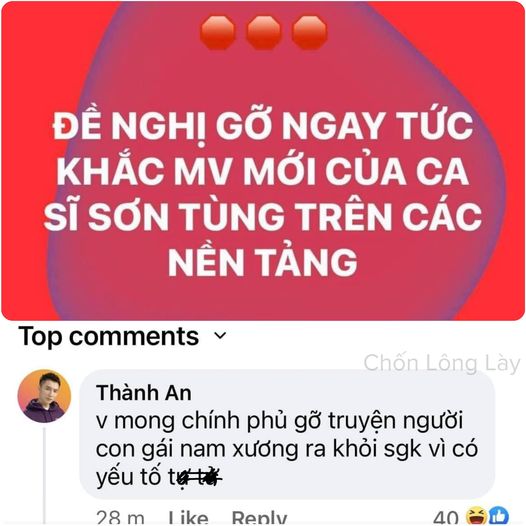 ĐỀ NGHỊ GỠ NGAY TỨC
KHẮC MV MỚI CỦA CA
SĨ SƠN TÙNG TRÊN CÁC
NỀN TẢNG
Top comments
Chốn Lông Lày
Thành An
v mong chính phủ gỡ truyện người
con gái nam xương ra khỏi sgk vì có
yếu tố
28 m Like Reply 40